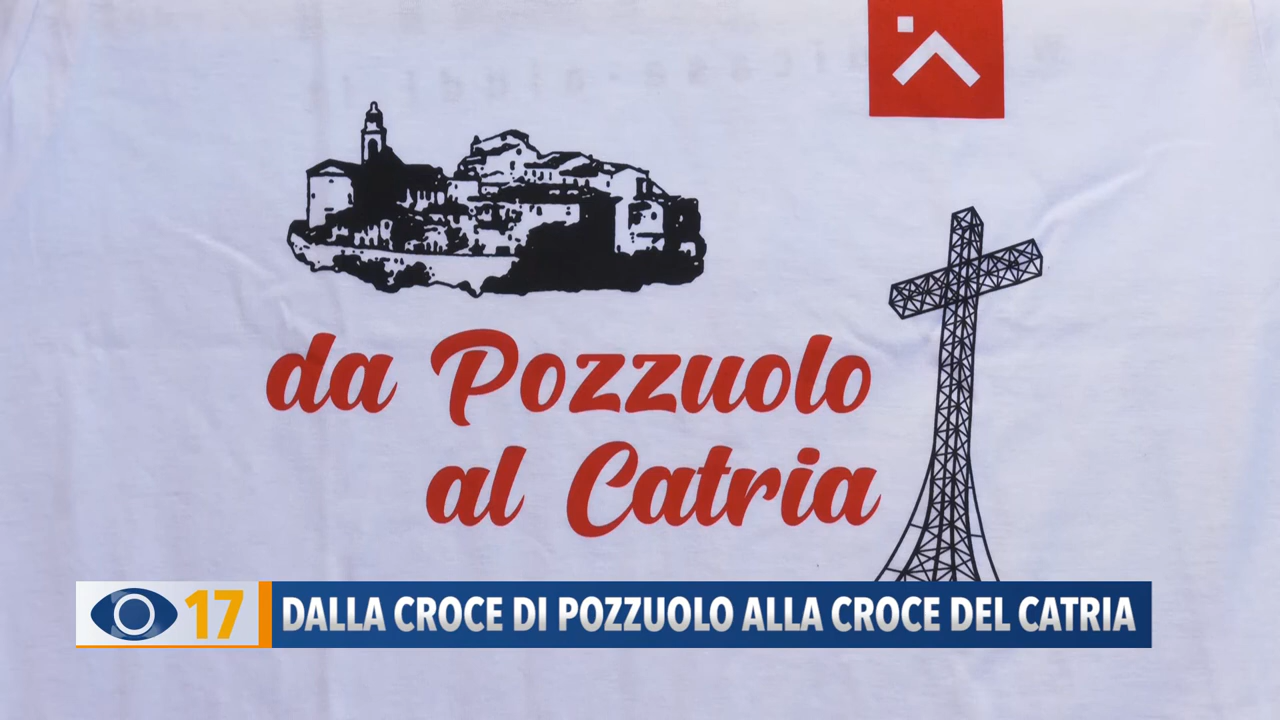 da Pozzuolo
al Catria
17 DALLA CROCE DI POZZUOLO ALLA CROCE DEL CATRIA